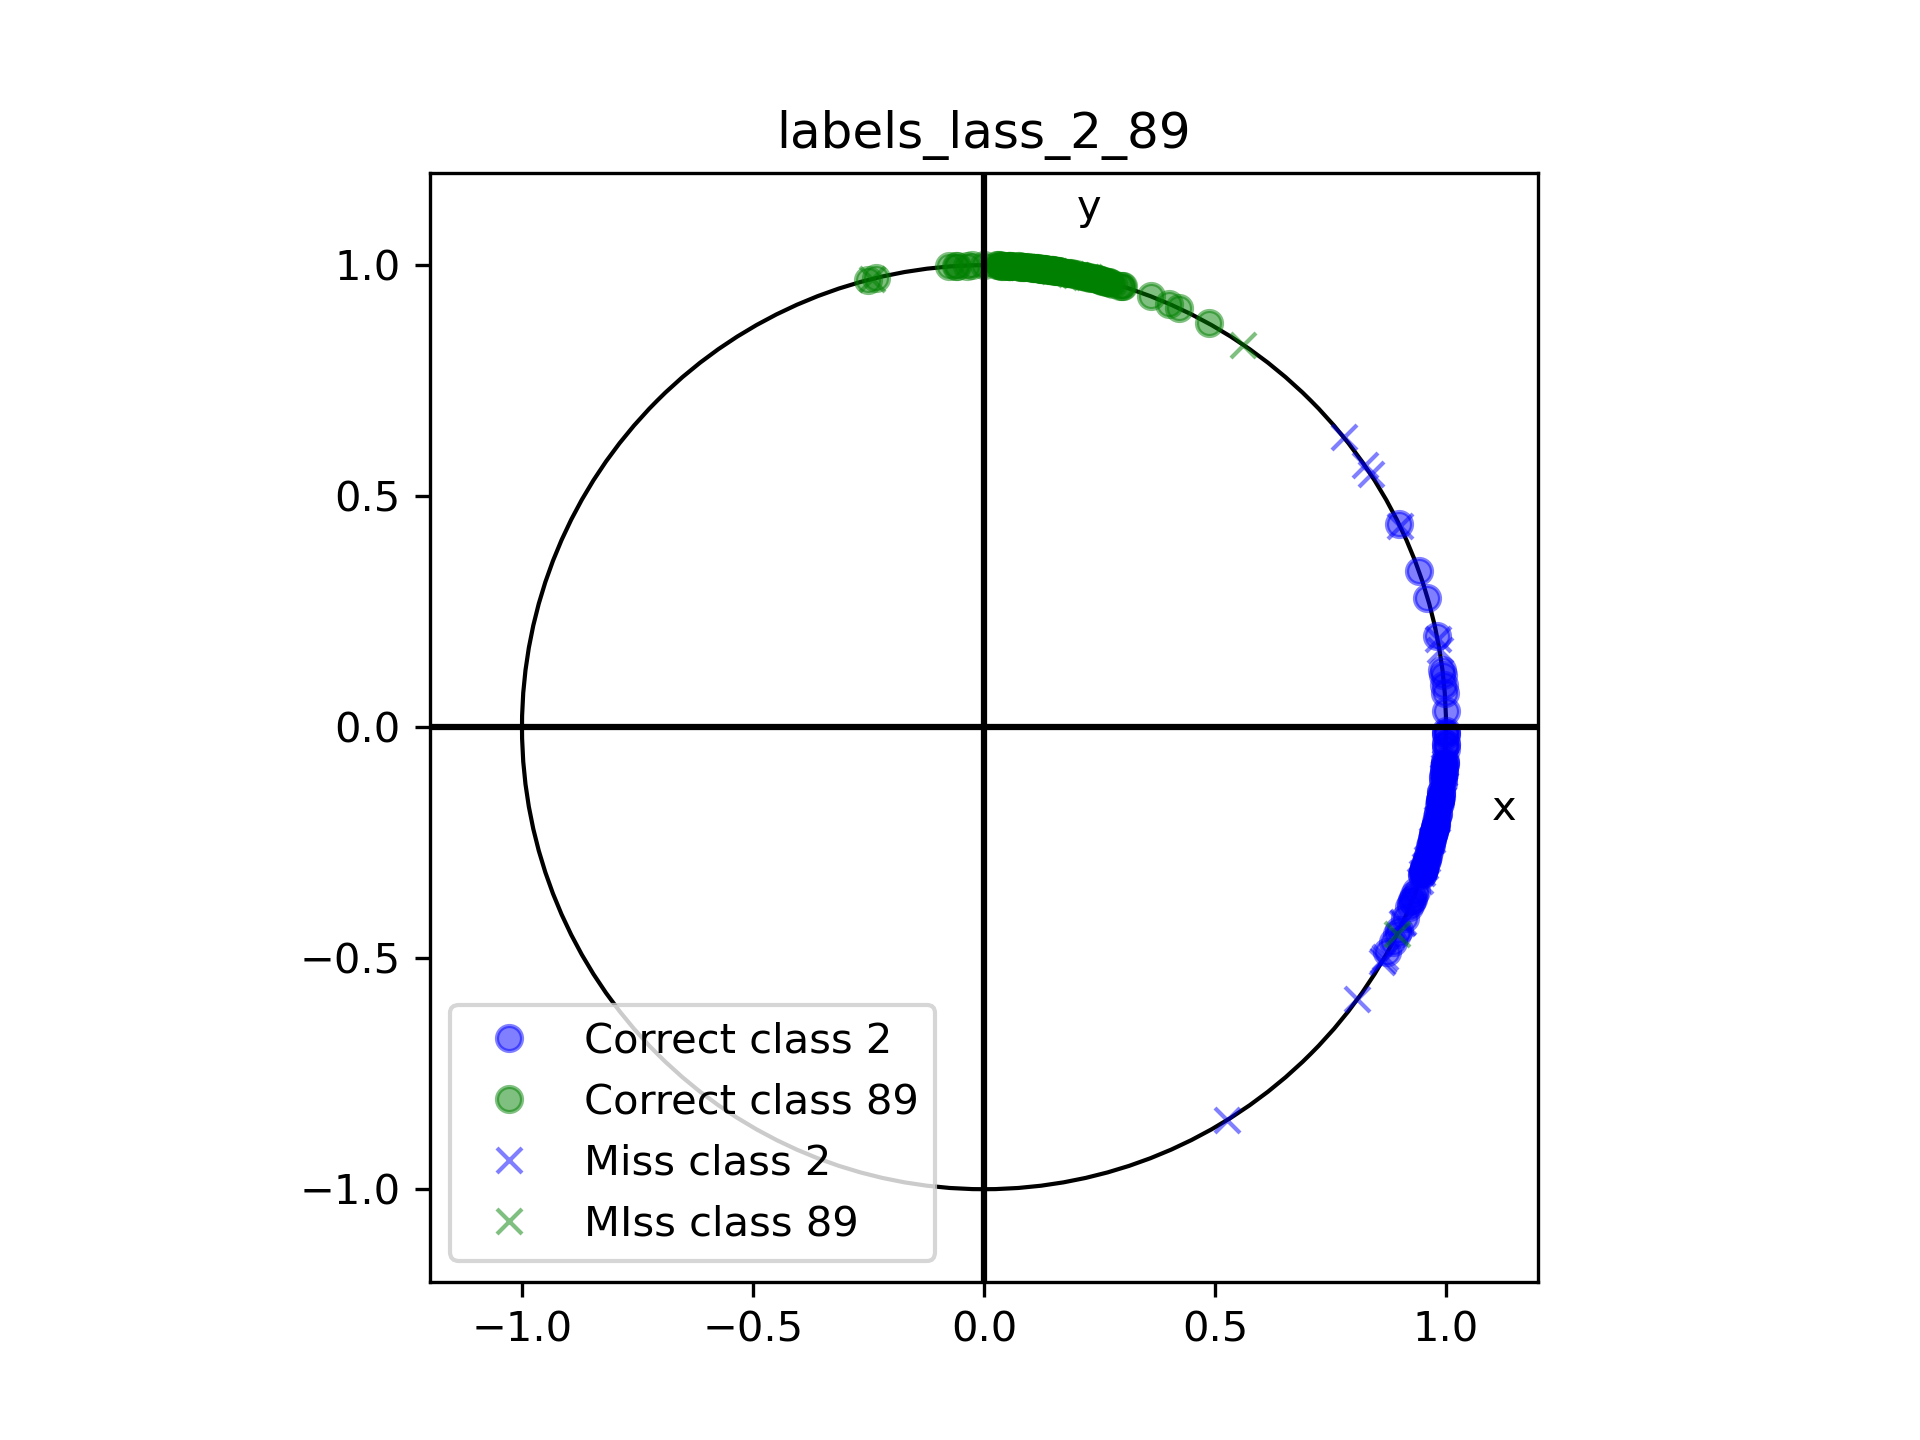 labels_lass_2_89
y
x
1.0
0.5
0.0
−0.5
−1.0
Correct class 2
Correct class 89
Miss class 2
MIss class 89
−1.0 −0.5 0.0 0.5 1.0